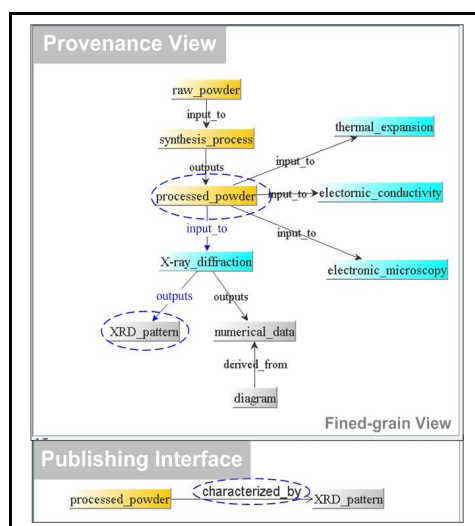 Provenance View
raw_powder
input_to
synthesis_process
thermal_expansion
outputs
input_to
processed_powder
input_to
electornic_conductivity
input_to
input_to
X-ray_diffraction
electronic_microscopy
outputs
outputs
XRD_pattern
numerical_data
derived_from
diagram
Fined-grain View
Publishing Interface
processed_powder
characterized_by
XRD_pattern